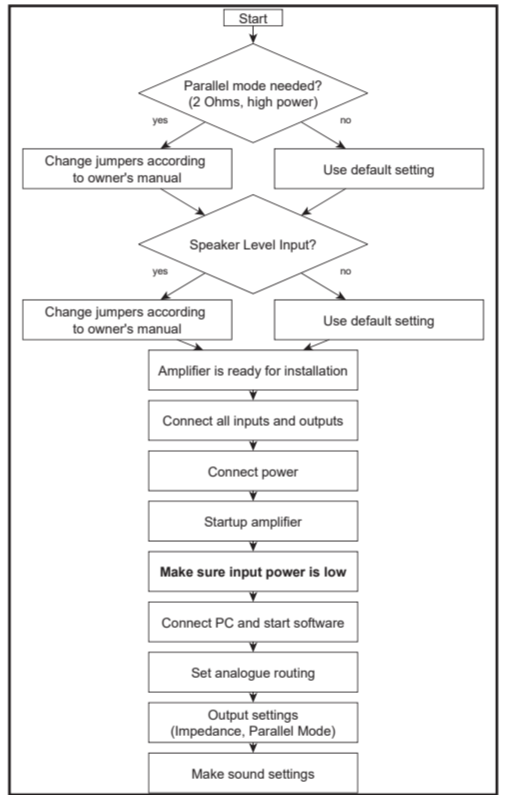 Start
Parallel mode needed?
(2 Ohms, high power)
yes
no
Change jumpers according
to owner's manual
Use default setting
Speaker Level Input?
yes
no
Change jumpers according
to owner's manual
Use default setting
Amplifier is ready for installation
Connect all inputs and outputs
Connect power
Startup amplifier
Make sure input power is low
Connect PC and start software
Set analogue routing
Output settings
(Impedance, Parallel Mode)
Make sound settings